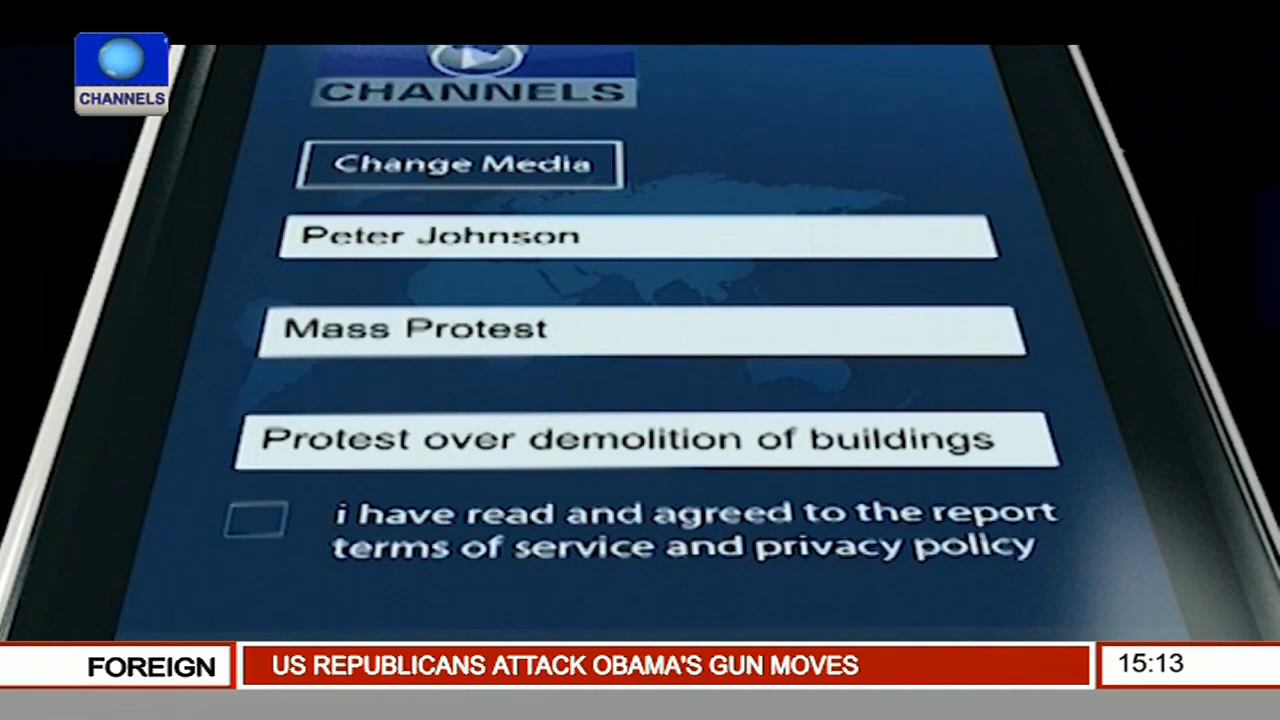 CHANNELS
CHANNELS
Change Media
Peter Johnson
Mass Protest
Protest over demolition of buildings
i have read and agreed to the report
terms of service and privacy policy
FOREIGN
US REPUBLICANS ATTACK OBAMA'S GUN MOVES
15:13